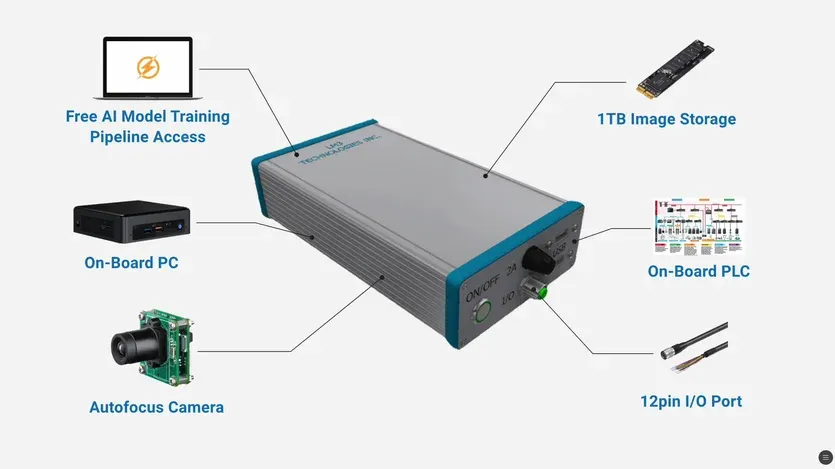 Free AI Model Training
Pipeline Access
1TB Image Storage
TECHNOLOGIES INC.
On-Board PC
On-Board PLC
USB
2A
ON/OFF
I/O
Autofocus Camera
12pin I/O Port